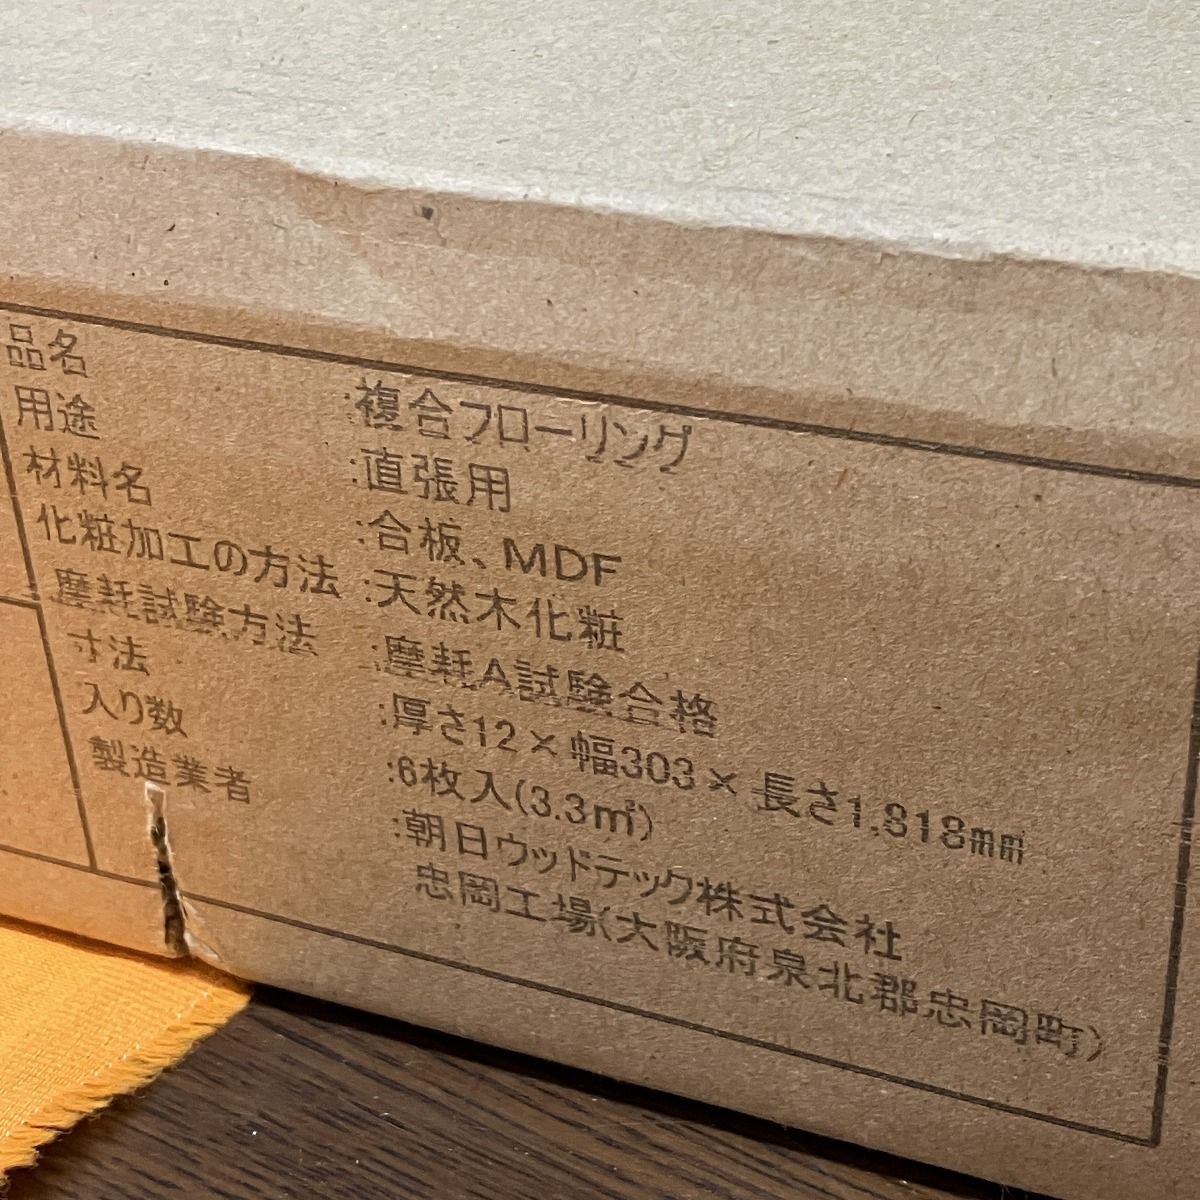 品名 :複合フローリング
用途 :直張用
材料名 :合板、MDF
化粧加工の方法 :天然木化粧
摩耗試験方法 :摩耗A試験合格
寸法 :厚さ12×幅303×長さ1,818mm
入り数 :6枚入(3.3㎡)
製造業者 :朝日ウッドテック株式会社
忠岡工場(大阪府泉北郡忠岡町)